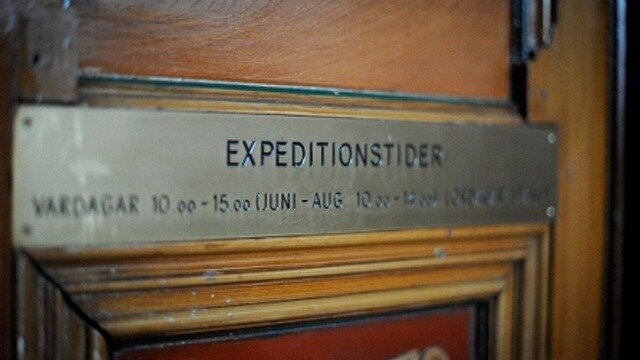 EXPEDITIONSTIDER
VARDAGAR 10 00 - 15 00 (JUNI - AUG. 10 00 - 14 00)